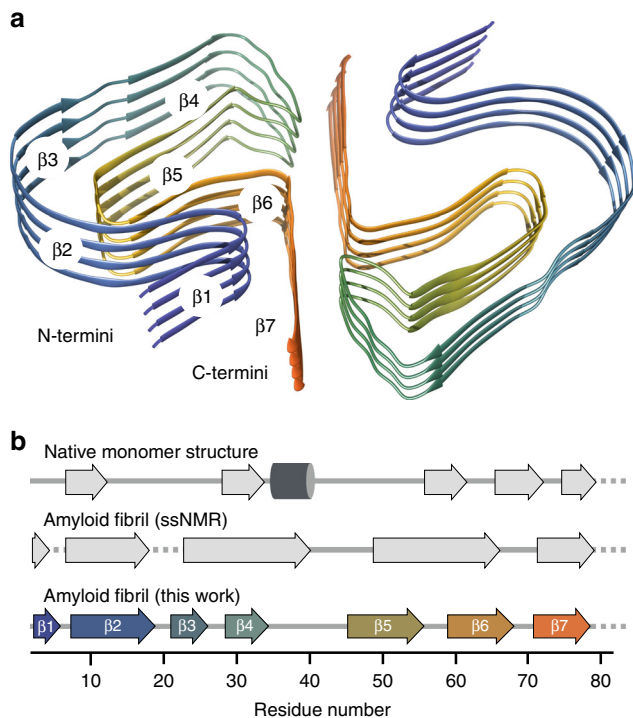 a
β4
β3
β5
β6
β2
β1
N-termini
β7
C-termini
b
Native monomer structure
Amyloid fibril (ssNMR)
Amyloid fibril (this work)
β1 β2 β3 β4 β5 β6 β7
10 20 30 40 50 60 70 80
Residue number